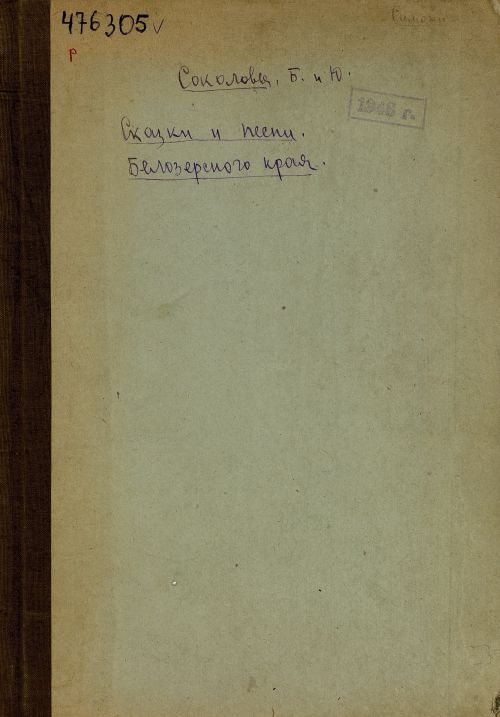 476305
р
Соколовы, Б. и Ю.
1948 г.
Сказки и песни.
Белозерского края.